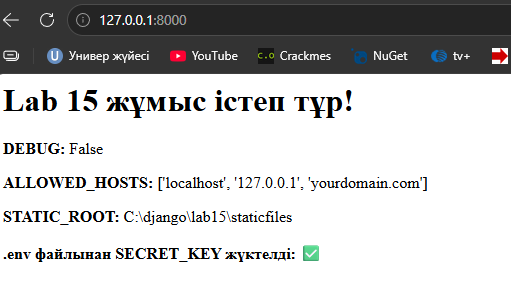 127.0.0.1:8000
Универ жүйесі YouTube Crackmes NuGet tv+
Lab 15 жұмыс істеп тұр!
DEBUG: False
ALLOWED_HOSTS: ['localhost', '127.0.0.1', 'yourdomain.com']
STATIC_ROOT: C:\django\lab15\staticfiles
.env файлынан SECRET_KEY жүктелді: ✅